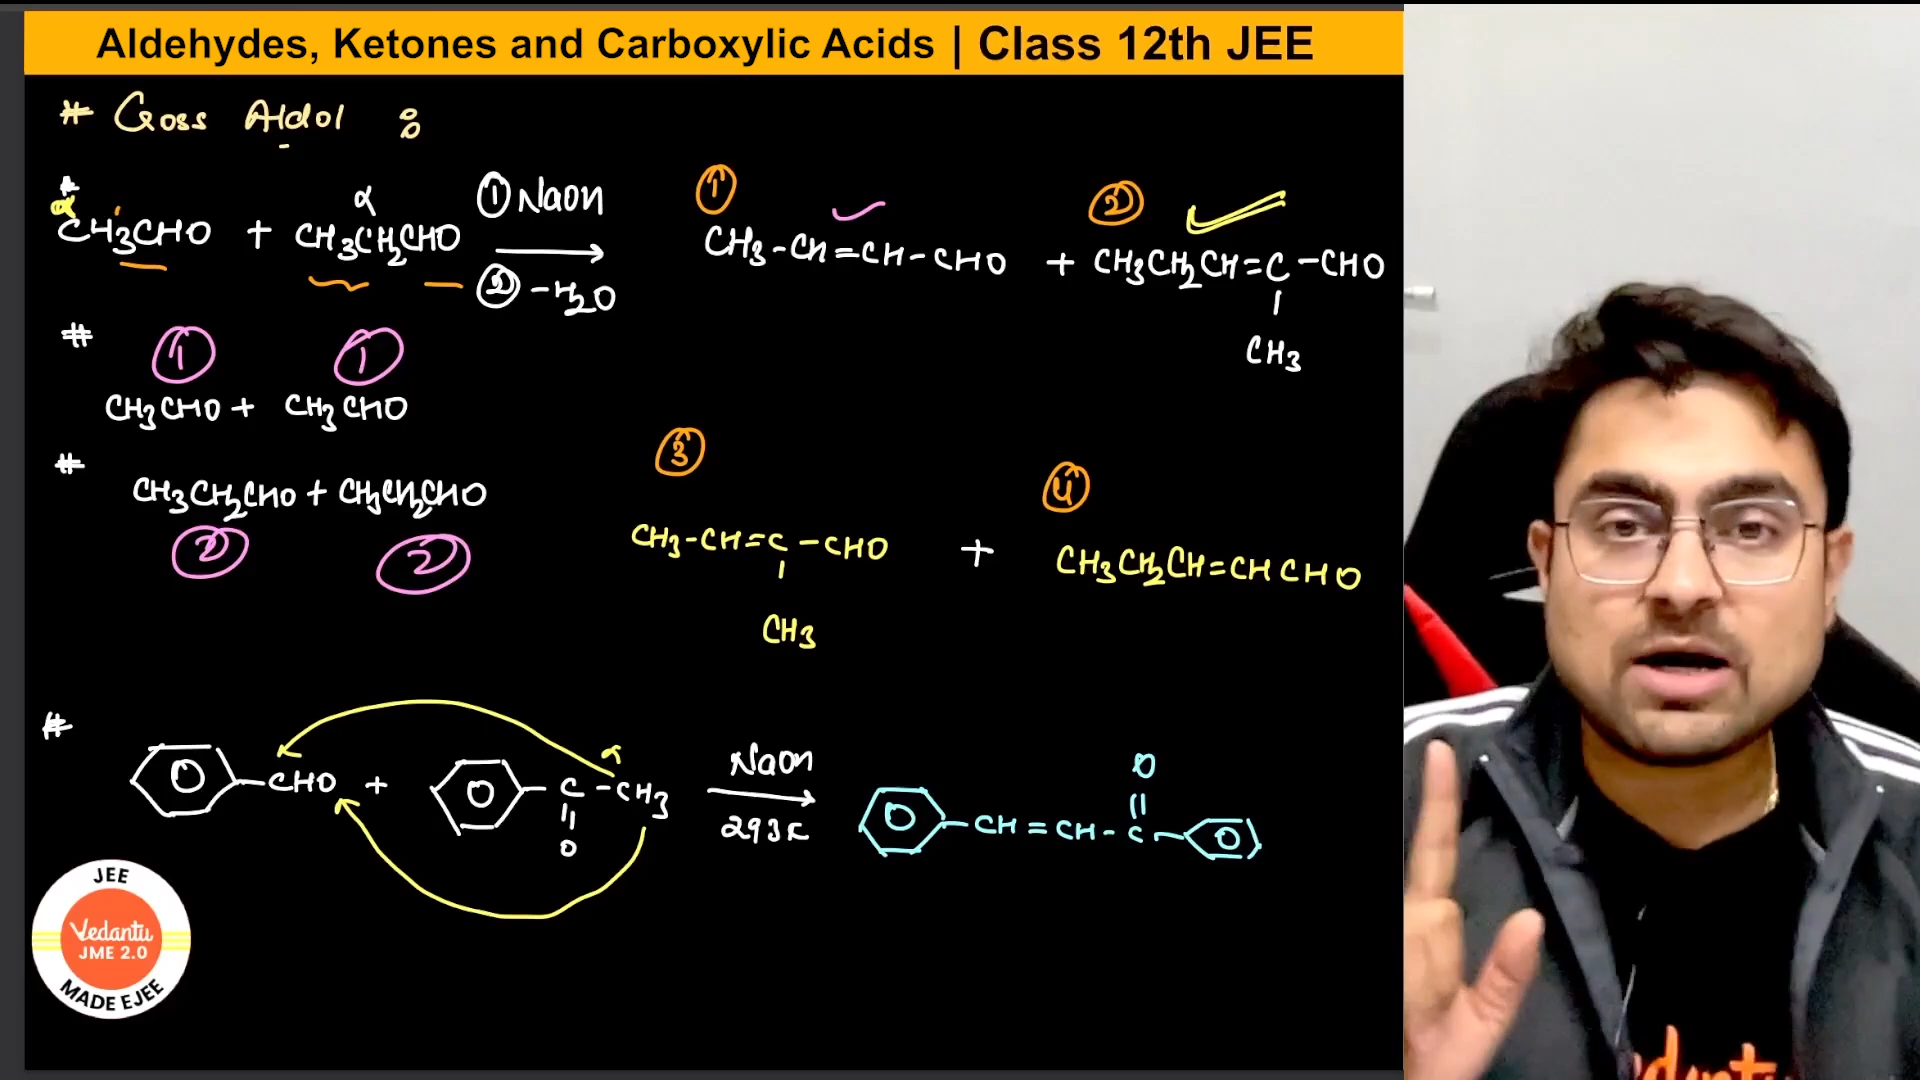 Aldehydes, Ketones and Carboxylic Acids | Class 12th JEE
# Cross Aldol :
α α ① NaOH ① ②
CH3CHO + CH3CH2CHO → CH3-CH=CH-CHO + CH3CH2CH=C-CHO
② -H2O
CH3
# ① ①
CH3CHO + CH3CHO
# ③ ④
CH3CH2CHO + CH3CH2CHO
② ②
CH3-CH=C-CHO + CH3CH2CH=CHCHO
CH3
# α NaOH O
CHO + C-CH3 → CH=CH-C
O 293K
JEE
Vedantu
JME 2.0
MADE EJEE